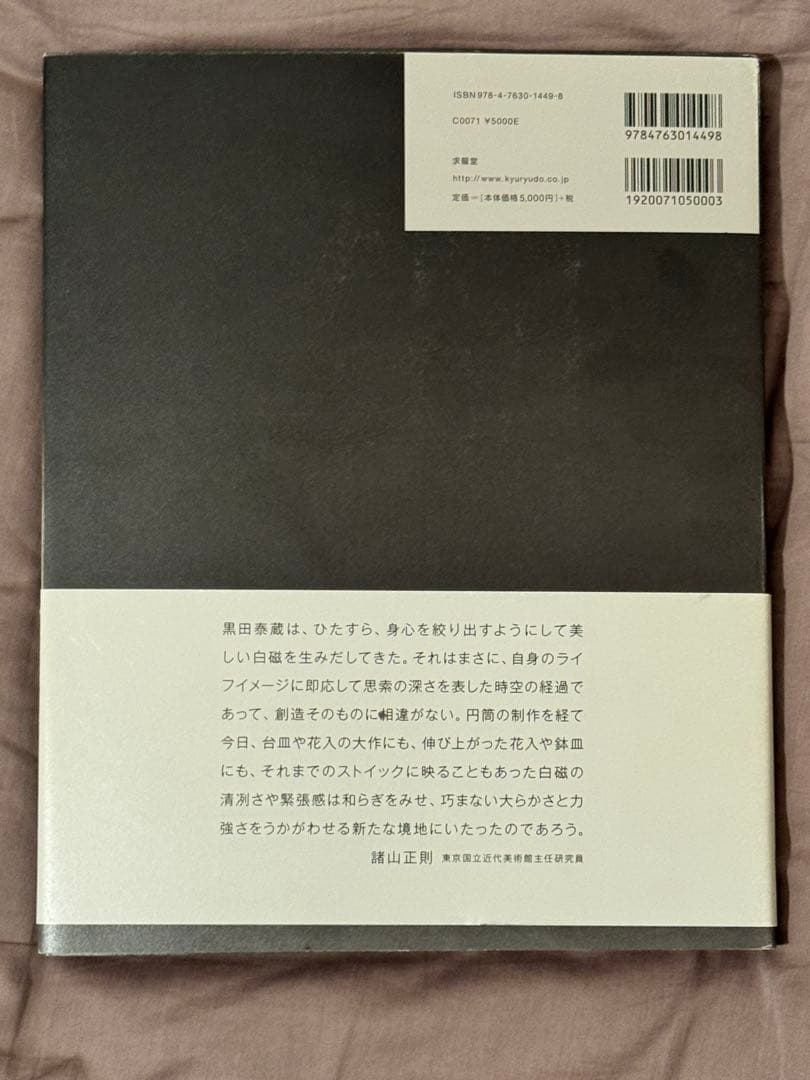 ISBN978-4-7630-1449-8
C0071 ¥5000E
求龍堂
http://www.kyuryudo.co.jp
定価=[本体価格5,000円]+税
9784763014498
1920071050003
黒田泰蔵は、ひたすら、身心を絞り出すようにして美
しい白磁を生みだしてきた。それはまさに、自身のライ
フイメージに即応して思索の深さを表した時空の経過で
あって、創造そのものに相違がない。円筒の制作を経て
今日、台皿や花入の大作にも、伸び上がった花入や鉢皿
にも、それまでのストイックに映ることもあった白磁の
清冽さや緊張感は和らぎをみせ、巧まない大らかさと力
強さをうかがわせる新たな境地にいたったのであろう。
諸山正則 東京国立近代美術館主任研究員